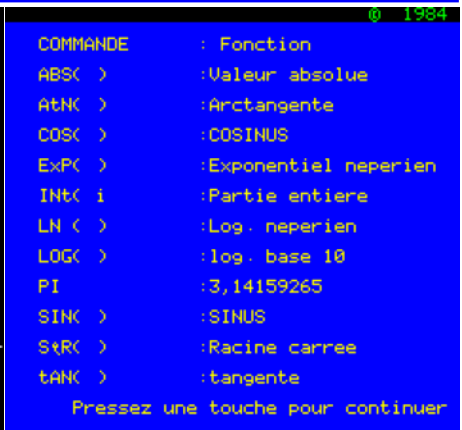 © 1984
COMMANDE : Fonction
ABS( ) :Valeur absolue
AtN( ) :Arctangente
COS( ) :COSINUS
ExP( ) :Exponentiel neperien
INt( i :Partie entiere
LN ( ) :Log. neperien
LOG( ) :log. base 10
PI :3,14159265
SIN( ) :SINUS
SqR( ) :Racine carree
tAN( ) :tangente
Pressez une touche pour continuer